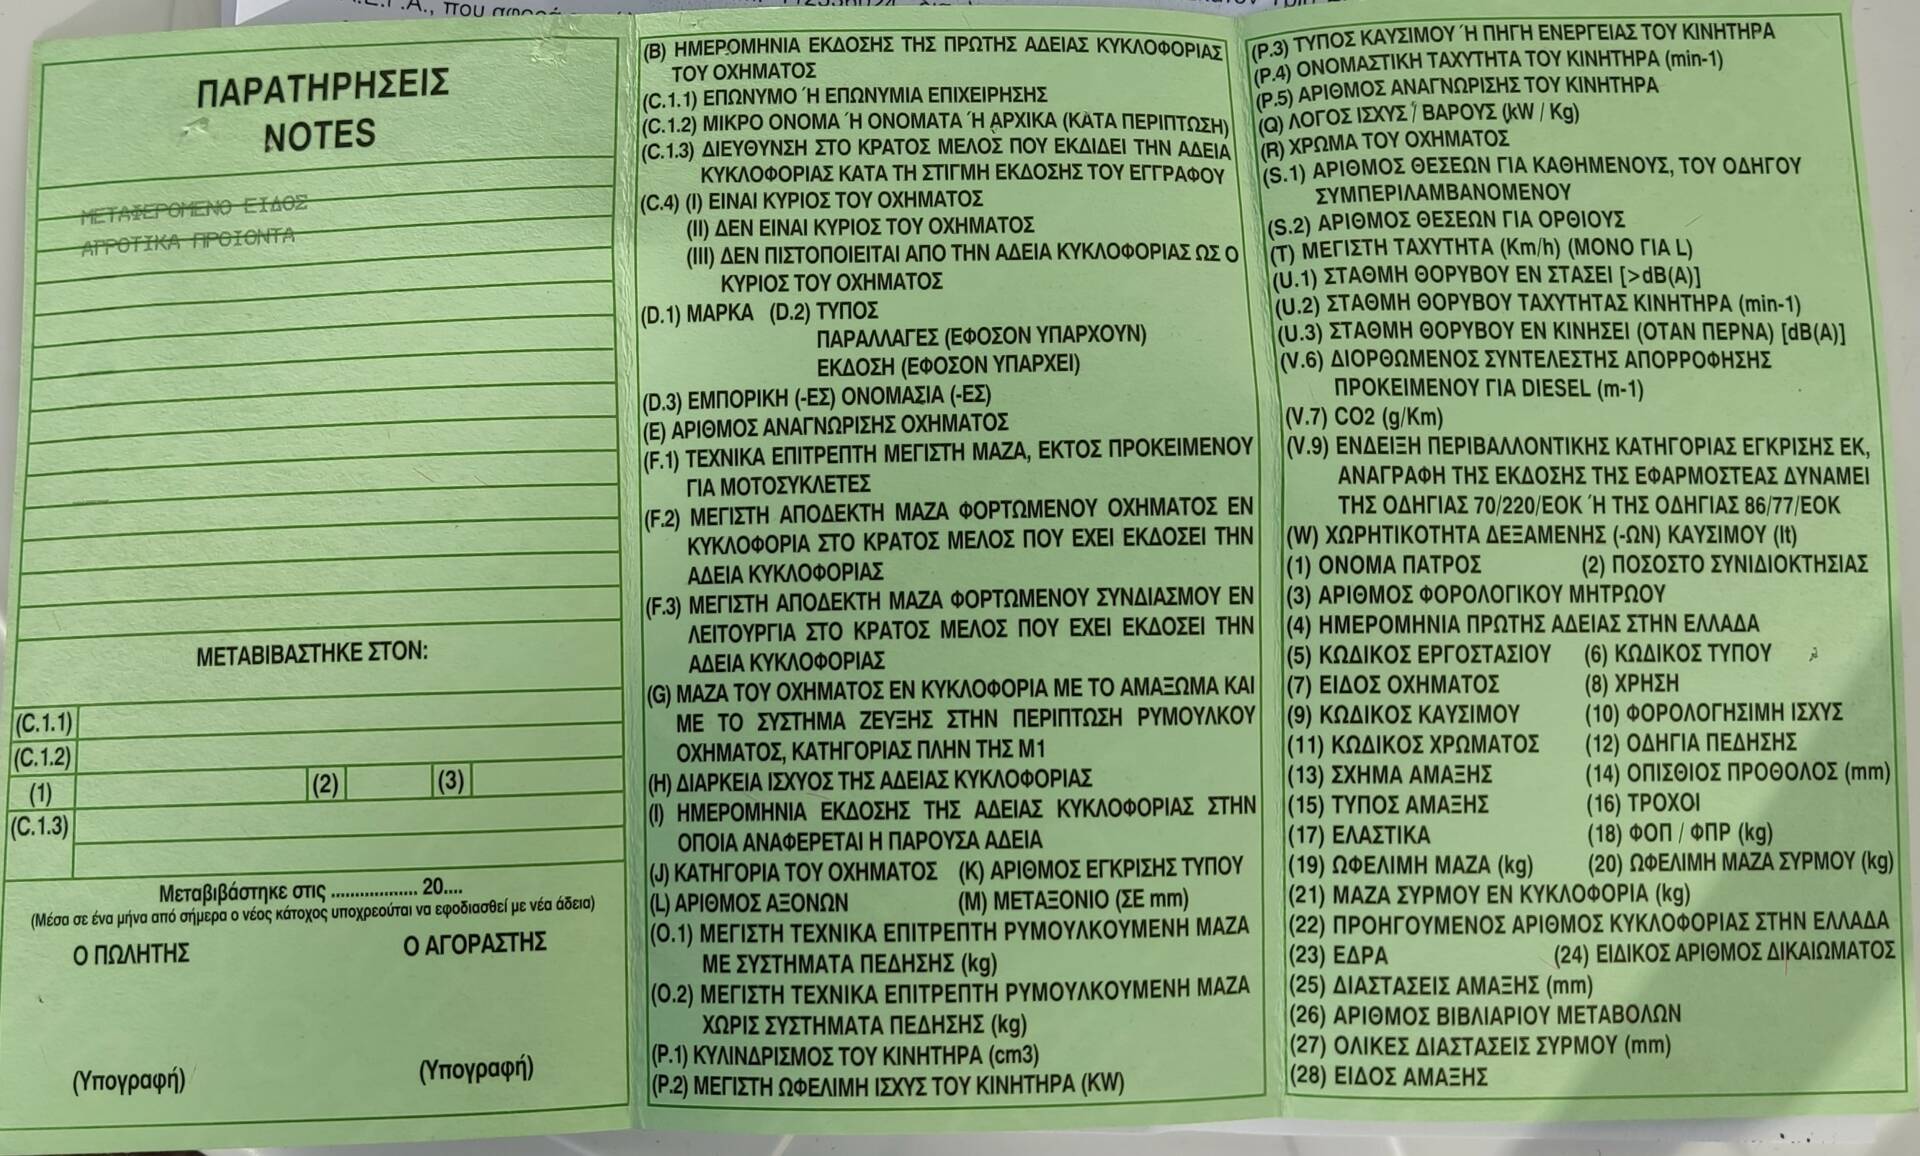 που αφορά
ΠΑΡΑΤΗΡΗΣΕΙΣ
NOTES
ΜΕΤΑΦΕΡΟΜΕΝΟ ΕΙΔΟΣ
ΑΓΡΟΤΙΚΑ ΠΡΟΙΟΝΤΑ
ΜΕΤΑΒΙΒΑΣΤΗΚΕ ΣΤΟΝ:
(C.1.1)
(C.1.2)
(1) (2) (3)
(C.1.3)
Μεταβιβάστηκε στις .................. 20....
(Μέσα σε ένα μήνα από σήμερα ο νέος κάτοχος υποχρεούται να εφοδιασθεί με νέα άδεια)
Ο ΠΩΛΗΤΗΣ Ο ΑΓΟΡΑΣΤΗΣ
(Υπογραφή) (Υπογραφή)
(B) ΗΜΕΡΟΜΗΝΙΑ ΕΚΔΟΣΗΣ ΤΗΣ ΠΡΩΤΗΣ ΑΔΕΙΑΣ ΚΥΚΛΟΦΟΡΙΑΣ
ΤΟΥ ΟΧΗΜΑΤΟΣ
(C.1.1) ΕΠΩΝΥΜΟ Ή ΕΠΩΝΥΜΙΑ ΕΠΙΧΕΙΡΗΣΗΣ
(C.1.2) ΜΙΚΡΟ ΟΝΟΜΑ Ή ΟΝΟΜΑΤΑ Ή ΑΡΧΙΚΑ (ΚΑΤΑ ΠΕΡΙΠΤΩΣΗ)
(C.1.3) ΔΙΕΥΘΥΝΣΗ ΣΤΟ ΚΡΑΤΟΣ ΜΕΛΟΣ ΠΟΥ ΕΚΔΙΔΕΙ ΤΗΝ ΑΔΕΙΑ
ΚΥΚΛΟΦΟΡΙΑΣ ΚΑΤΑ ΤΗ ΣΤΙΓΜΗ ΕΚΔΟΣΗΣ ΤΟΥ ΕΓΓΡΑΦΟΥ
(C.4) (I) ΕΙΝΑΙ ΚΥΡΙΟΣ ΤΟΥ ΟΧΗΜΑΤΟΣ
(II) ΔΕΝ ΕΙΝΑΙ ΚΥΡΙΟΣ ΤΟΥ ΟΧΗΜΑΤΟΣ
(III) ΔΕΝ ΠΙΣΤΟΠΟΙΕΙΤΑΙ ΑΠΟ ΤΗΝ ΑΔΕΙΑ ΚΥΚΛΟΦΟΡΙΑΣ ΩΣ Ο
ΚΥΡΙΟΣ ΤΟΥ ΟΧΗΜΑΤΟΣ
(D.1) ΜΑΡΚΑ (D.2) ΤΥΠΟΣ
ΠΑΡΑΛΛΑΓΕΣ (ΕΦΟΣΟΝ ΥΠΑΡΧΟΥΝ)
ΕΚΔΟΣΗ (ΕΦΟΣΟΝ ΥΠΑΡΧΕΙ)
(D.3) ΕΜΠΟΡΙΚΗ (-ΕΣ) ΟΝΟΜΑΣΙΑ (-ΕΣ)
(E) ΑΡΙΘΜΟΣ ΑΝΑΓΝΩΡΙΣΗΣ ΟΧΗΜΑΤΟΣ
(F.1) ΤΕΧΝΙΚΑ ΕΠΙΤΡΕΠΤΗ ΜΕΓΙΣΤΗ ΜΑΖΑ, ΕΚΤΟΣ ΠΡΟΚΕΙΜΕΝΟΥ
ΓΙΑ ΜΟΤΟΣΥΚΛΕΤΕΣ
(F.2) ΜΕΓΙΣΤΗ ΑΠΟΔΕΚΤΗ ΜΑΖΑ ΦΟΡΤΩΜΕΝΟΥ ΟΧΗΜΑΤΟΣ ΕΝ
ΚΥΚΛΟΦΟΡΙΑ ΣΤΟ ΚΡΑΤΟΣ ΜΕΛΟΣ ΠΟΥ ΕΧΕΙ ΕΚΔΟΣΕΙ ΤΗΝ
ΑΔΕΙΑ ΚΥΚΛΟΦΟΡΙΑΣ
(F.3) ΜΕΓΙΣΤΗ ΑΠΟΔΕΚΤΗ ΜΑΖΑ ΦΟΡΤΩΜΕΝΟΥ ΣΥΝΔΙΑΣΜΟΥ ΕΝ
ΛΕΙΤΟΥΡΓΙΑ ΣΤΟ ΚΡΑΤΟΣ ΜΕΛΟΣ ΠΟΥ ΕΧΕΙ ΕΚΔΟΣΕΙ ΤΗΝ
ΑΔΕΙΑ ΚΥΚΛΟΦΟΡΙΑΣ
(G) ΜΑΖΑ ΤΟΥ ΟΧΗΜΑΤΟΣ ΕΝ ΚΥΚΛΟΦΟΡΙΑ ΜΕ ΤΟ ΑΜΑΞΩΜΑ ΚΑΙ
ΜΕ ΤΟ ΣΥΣΤΗΜΑ ΖΕΥΞΗΣ ΣΤΗΝ ΠΕΡΙΠΤΩΣΗ ΡΥΜΟΥΛΚΟΥ
ΟΧΗΜΑΤΟΣ, ΚΑΤΗΓΟΡΙΑΣ ΠΛΗΝ ΤΗΣ Μ1
(H) ΔΙΑΡΚΕΙΑ ΙΣΧΥΟΣ ΤΗΣ ΑΔΕΙΑΣ ΚΥΚΛΟΦΟΡΙΑΣ
(I) ΗΜΕΡΟΜΗΝΙΑ ΕΚΔΟΣΗΣ ΤΗΣ ΑΔΕΙΑΣ ΚΥΚΛΟΦΟΡΙΑΣ ΣΤΗΝ
ΟΠΟΙΑ ΑΝΑΦΕΡΕΤΑΙ Η ΠΑΡΟΥΣΑ ΑΔΕΙΑ
(J) ΚΑΤΗΓΟΡΙΑ ΤΟΥ ΟΧΗΜΑΤΟΣ (K) ΑΡΙΘΜΟΣ ΕΓΚΡΙΣΗΣ ΤΥΠΟΥ
(L) ΑΡΙΘΜΟΣ ΑΞΟΝΩΝ (M) ΜΕΤΑΞΟΝΙΟ (ΣΕ mm)
(O.1) ΜΕΓΙΣΤΗ ΤΕΧΝΙΚΑ ΕΠΙΤΡΕΠΤΗ ΡΥΜΟΥΛΚΟΥΜΕΝΗ ΜΑΖΑ
ΜΕ ΣΥΣΤΗΜΑΤΑ ΠΕΔΗΣΗΣ (kg)
(O.2) ΜΕΓΙΣΤΗ ΤΕΧΝΙΚΑ ΕΠΙΤΡΕΠΤΗ ΡΥΜΟΥΛΚΟΥΜΕΝΗ ΜΑΖΑ
ΧΩΡΙΣ ΣΥΣΤΗΜΑΤΑ ΠΕΔΗΣΗΣ (kg)
(P.1) ΚΥΛΙΝΔΡΙΣΜΟΣ ΤΟΥ ΚΙΝΗΤΗΡΑ (cm3)
(P.2) ΜΕΓΙΣΤΗ ΩΦΕΛΙΜΗ ΙΣΧΥΣ ΤΟΥ ΚΙΝΗΤΗΡΑ (KW)
(P.3) ΤΥΠΟΣ ΚΑΥΣΙΜΟΥ Ή ΠΗΓΗ ΕΝΕΡΓΕΙΑΣ ΤΟΥ ΚΙΝΗΤΗΡΑ
(P.4) ΟΝΟΜΑΣΤΙΚΗ ΤΑΧΥΤΗΤΑ ΤΟΥ ΚΙΝΗΤΗΡΑ (min-1)
(P.5) ΑΡΙΘΜΟΣ ΑΝΑΓΝΩΡΙΣΗΣ ΤΟΥ ΚΙΝΗΤΗΡΑ
(Q) ΛΟΓΟΣ ΙΣΧΥΣ / ΒΑΡΟΥΣ (kW / Kg)
(R) ΧΡΩΜΑ ΤΟΥ ΟΧΗΜΑΤΟΣ
(S.1) ΑΡΙΘΜΟΣ ΘΕΣΕΩΝ ΓΙΑ ΚΑΘΗΜΕΝΟΥΣ, ΤΟΥ ΟΔΗΓΟΥ
ΣΥΜΠΕΡΙΛΑΜΒΑΝΟΜΕΝΟΥ
(S.2) ΑΡΙΘΜΟΣ ΘΕΣΕΩΝ ΓΙΑ ΟΡΘΙΟΥΣ
(T) ΜΕΓΙΣΤΗ ΤΑΧΥΤΗΤΑ (Km/h) (ΜΟΝΟ ΓΙΑ L)
(U.1) ΣΤΑΘΜΗ ΘΟΡΥΒΟΥ ΕΝ ΣΤΑΣΕΙ [>dB(A)]
(U.2) ΣΤΑΘΜΗ ΘΟΡΥΒΟΥ ΤΑΧΥΤΗΤΑΣ ΚΙΝΗΤΗΡΑ (min-1)
(U.3) ΣΤΑΘΜΗ ΘΟΡΥΒΟΥ ΕΝ ΚΙΝΗΣΕΙ (ΟΤΑΝ ΠΕΡΝΑ) [dB(A)]
(V.6) ΔΙΟΡΘΩΜΕΝΟΣ ΣΥΝΤΕΛΕΣΤΗΣ ΑΠΟΡΡΟΦΗΣΗΣ
ΠΡΟΚΕΙΜΕΝΟΥ ΓΙΑ DIESEL (m-1)
(V.7) CO2 (g/Km)
(V.9) ΕΝΔΕΙΞΗ ΠΕΡΙΒΑΛΛΟΝΤΙΚΗΣ ΚΑΤΗΓΟΡΙΑΣ ΕΓΚΡΙΣΗΣ ΕΚ,
ΑΝΑΓΡΑΦΗ ΤΗΣ ΕΚΔΟΣΗΣ ΤΗΣ ΕΦΑΡΜΟΣΤΕΑΣ ΔΥΝΑΜΕΙ
ΤΗΣ ΟΔΗΓΙΑΣ 70/220/ΕΟΚ Ή ΤΗΣ ΟΔΗΓΙΑΣ 86/77/ΕΟΚ
(W) ΧΩΡΗΤΙΚΟΤΗΤΑ ΔΕΞΑΜΕΝΗΣ (-ΩΝ) ΚΑΥΣΙΜΟΥ (lt)
(1) ΟΝΟΜΑ ΠΑΤΡΟΣ (2) ΠΟΣΟΣΤΟ ΣΥΝΙΔΙΟΚΤΗΣΙΑΣ
(3) ΑΡΙΘΜΟΣ ΦΟΡΟΛΟΓΙΚΟΥ ΜΗΤΡΩΟΥ
(4) ΗΜΕΡΟΜΗΝΙΑ ΠΡΩΤΗΣ ΑΔΕΙΑΣ ΣΤΗΝ ΕΛΛΑΔΑ
(5) ΚΩΔΙΚΟΣ ΕΡΓΟΣΤΑΣΙΟΥ (6) ΚΩΔΙΚΟΣ ΤΥΠΟΥ
(7) ΕΙΔΟΣ ΟΧΗΜΑΤΟΣ (8) ΧΡΗΣΗ
(9) ΚΩΔΙΚΟΣ ΚΑΥΣΙΜΟΥ (10) ΦΟΡΟΛΟΓΗΣΙΜΗ ΙΣΧΥΣ
(11) ΚΩΔΙΚΟΣ ΧΡΩΜΑΤΟΣ (12) ΟΔΗΓΙΑ ΠΕΔΗΣΗΣ
(13) ΣΧΗΜΑ ΑΜΑΞΗΣ (14) ΟΠΙΣΘΙΟΣ ΠΡΟΘΟΛΟΣ (mm)
(15) ΤΥΠΟΣ ΑΜΑΞΗΣ (16) ΤΡΟΧΟΙ
(17) ΕΛΑΣΤΙΚΑ (18) ΦΟΠ / ΦΠΡ (kg)
(19) ΩΦΕΛΙΜΗ ΜΑΖΑ (kg) (20) ΩΦΕΛΙΜΗ ΜΑΖΑ ΣΥΡΜΟΥ (kg)
(21) ΜΑΖΑ ΣΥΡΜΟΥ ΕΝ ΚΥΚΛΟΦΟΡΙΑ (kg)
(22) ΠΡΟΗΓΟΥΜΕΝΟΣ ΑΡΙΘΜΟΣ ΚΥΚΛΟΦΟΡΙΑΣ ΣΤΗΝ ΕΛΛΑΔΑ
(23) ΕΔΡΑ (24) ΕΙΔΙΚΟΣ ΑΡΙΘΜΟΣ ΔΙΚΑΙΩΜΑΤΟΣ
(25) ΔΙΑΣΤΑΣΕΙΣ ΑΜΑΞΗΣ (mm)
(26) ΑΡΙΘΜΟΣ ΒΙΒΛΙΑΡΙΟΥ ΜΕΤΑΒΟΛΩΝ
(27) ΟΛΙΚΕΣ ΔΙΑΣΤΑΣΕΙΣ ΣΥΡΜΟΥ (mm)
(28) ΕΙΔΟΣ ΑΜΑΞΗΣ